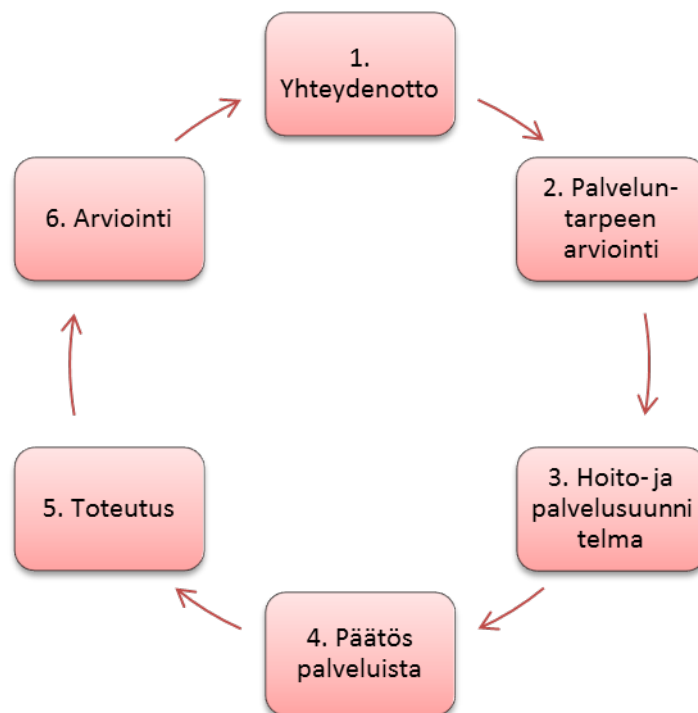 1.
Yhteydenotto
2. Palvelun-
tarpeen
arviointi
3. Hoito- ja
palvelusuunni
telma
4. Päätös
palveluista
5. Toteutus
6. Arviointi